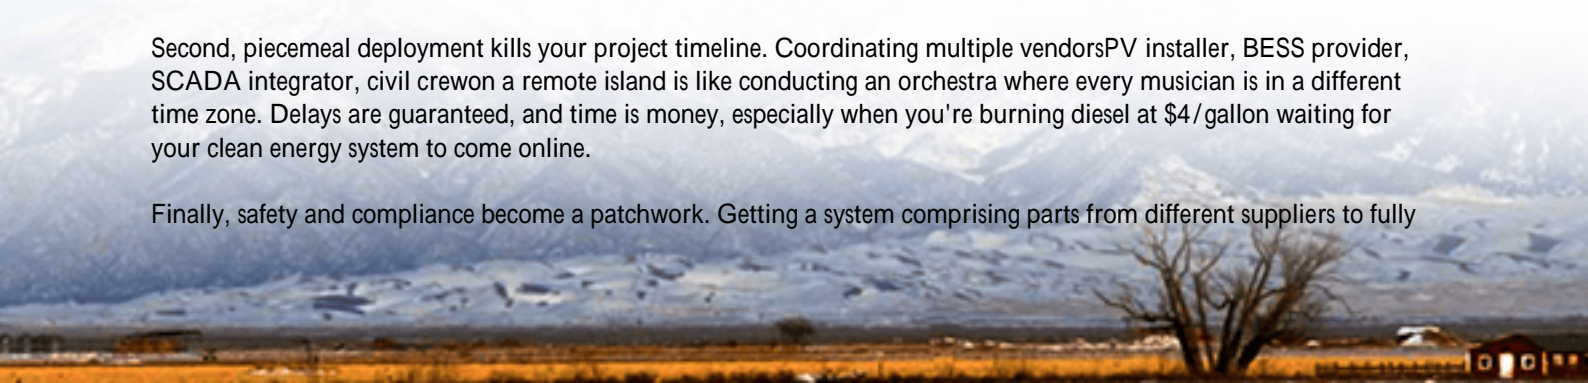 Second, piecemeal deployment kills your project timeline. Coordinating multiple vendorsPV installer, BESS provider,
SCADA integrator, civil crewon a remote island is like conducting an orchestra where every musician is in a different
time zone. Delays are guaranteed, and time is money, especially when you're burning diesel at $4/gallon waiting for
your clean energy system to come online.
Finally, safety and compliance become a patchwork. Getting a system comprising parts from different suppliers to fully